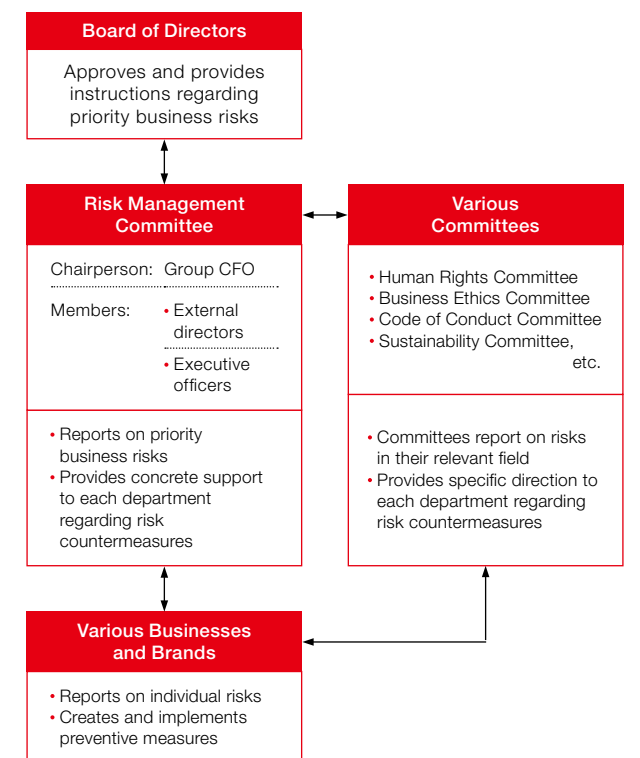 Board of Directors
Approves and provides
instructions regarding
priority business risks
Risk Management
Committee
Chairperson: Group CFO
Members: • External
directors
• Executive
officers
• Reports on priority
business risks
• Provides concrete support
to each department
regarding risk
countermeasures
Various
Committees
• Human Rights Committee
• Business Ethics Committee
• Code of Conduct Committee
• Sustainability Committee,
etc.
• Committees report on risks
in their relevant field
• Provides specific direction to
each department regarding
risk countermeasures
Various Businesses
and Brands
• Reports on individual risks
• Creates and implements
preventive measures